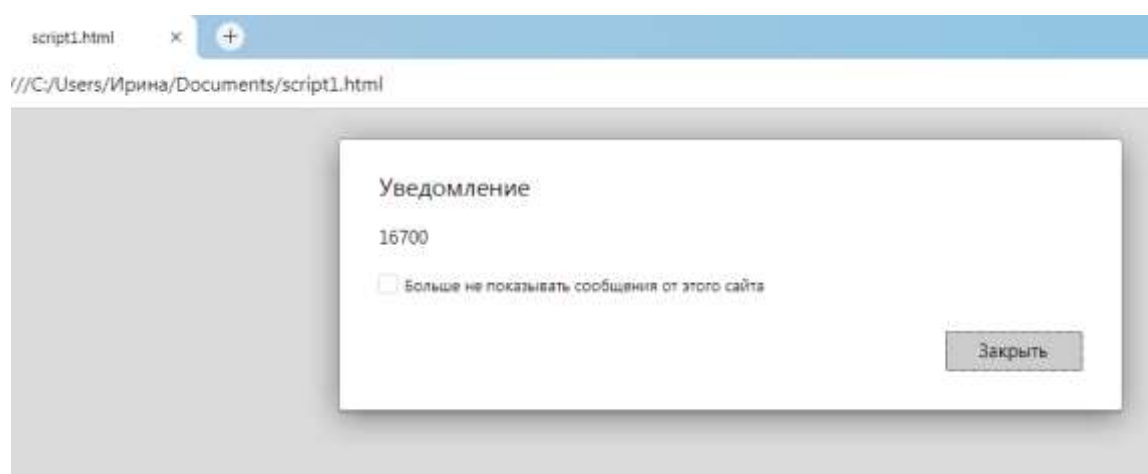 script1.html × +
///C:/Users/Ирина/Documents/script1.html
Уведомление
16700
Больше не показывать сообщения от этого сайта
Закрыть